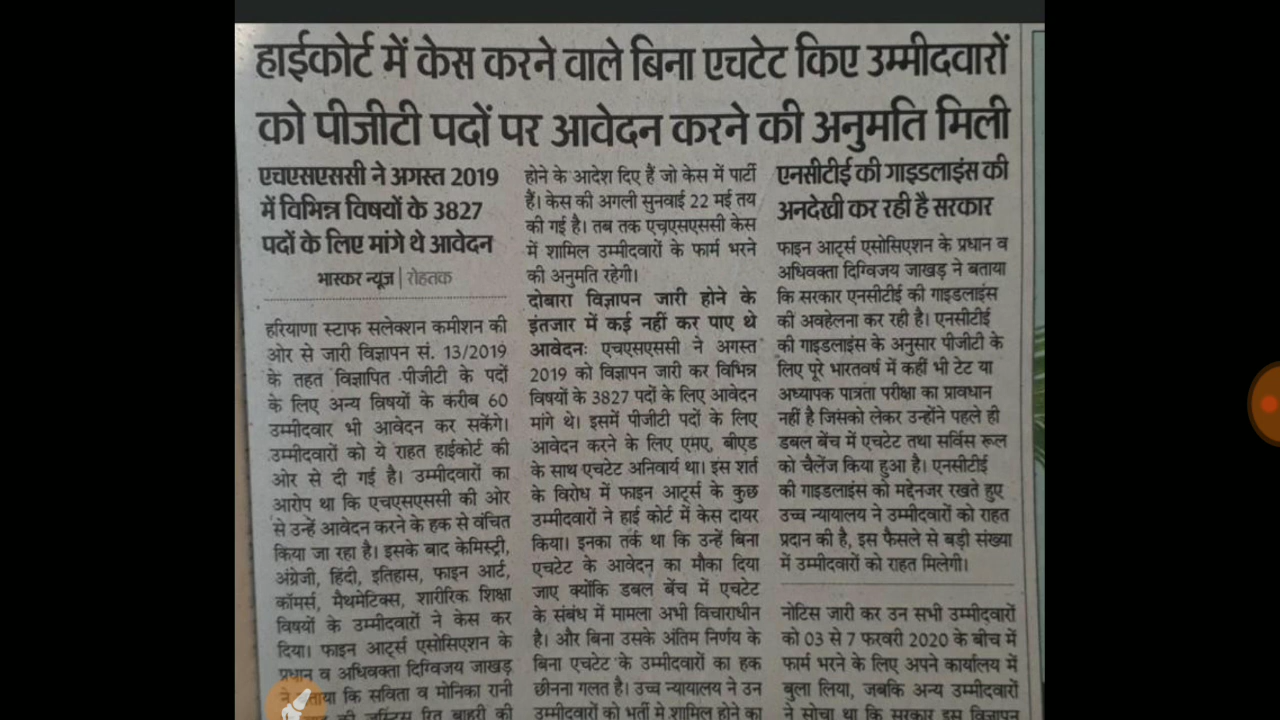 हाईकोर्ट में केस करने वाले बिना एचटेट किए उम्मीदवारों
को पीजीटी पदों पर आवेदन करने की अनुमति मिली
एचएसएससी ने अगस्त 2019
में विभिन्न विषयों के 3827
पदों के लिए मांगे थे आवेदन
भास्कर न्यूज | रोहतक
हरियाणा स्टाफ सलेक्शन कमीशन की
ओर से जारी विज्ञापन सं. 13/2019
के तहत विज्ञापित पीजीटी के पदों
के लिए अन्य विषयों के करीब 60
उम्मीदवार भी आवेदन कर सकेंगे।
उम्मीदवारों को ये राहत हाईकोर्ट की
ओर से दी गई है। उम्मीदवारों का
आरोप था कि एचएसएससी की ओर
से उन्हें आवेदन करने के हक से वंचित
किया जा रहा है। इसके बाद केमिस्ट्री,
अंग्रेजी, हिंदी, इतिहास, फाइन आर्ट,
कॉमर्स, मैथमेटिक्स, शारीरिक शिक्षा
विषयों के उम्मीदवारों ने केस कर
दिया। फाइन आर्ट्स एसोसिएशन के
प्रधान व अधिवक्ता दिग्विजय जाखड़
ने बताया कि सविता व मोनिका रानी
की जस्टिस रितु बाहरी की
होने के आदेश दिए हैं जो केस में पार्टी
हैं। केस की अगली सुनवाई 22 मई तय
की गई है। तब तक एचएसएससी केस
में शामिल उम्मीदवारों के फार्म भरने
की अनुमति रहेगी।
दोबारा विज्ञापन जारी होने के
इंतजार में कई नहीं कर पाए थे
आवेदनः एचएसएससी ने अगस्त
2019 को विज्ञापन जारी कर विभिन्न
विषयों के 3827 पदों के लिए आवेदन
मांगे थे। इसमें पीजीटी पदों के लिए
आवेदन करने के लिए एमए, बीएड
के साथ एचटेट अनिवार्य था। इस शर्त
के विरोध में फाइन आर्ट्स के कुछ
उम्मीदवारों ने हाई कोर्ट में केस दायर
किया। इनका तर्क था कि उन्हें बिना
एचटेट के आवेदन का मौका दिया
जाए क्योंकि डबल बेंच में एचटेट
के संबंध में मामला अभी विचाराधीन
है। और बिना उसके अंतिम निर्णय के
बिना एचटेट के उम्मीदवारों का हक
छीनना गलत है। उच्च न्यायालय ने उन
उम्मीदवारों को भर्ती मे शामिल होने का
एनसीटीई की गाइडलाइंस की
अनदेखी कर रही है सरकार
फाइन आर्ट्स एसोसिएशन के प्रधान व
अधिवक्ता दिग्विजय जाखड़ ने बताया
कि सरकार एनसीटीई की गाइडलाइंस
की अवहेलना कर रही है। एनसीटीई
की गाइडलाइंस के अनुसार पीजीटी के
लिए पूरे भारतवर्ष में कहीं भी टेट या
अध्यापक पात्रता परीक्षा का प्रावधान
नहीं है जिसको लेकर उन्होंने पहले ही
डबल बेंच में एचटेट तथा सर्विस रूल
को चैलेंज किया हुआ है। एनसीटीई
की गाइडलाइंस को मद्देनजर रखते हुए
उच्च न्यायालय ने उम्मीदवारों को राहत
प्रदान की है, इस फैसले से बड़ी संख्या
में उम्मीदवारों को राहत मिलेगी।
नोटिस जारी कर उन सभी उम्मीदवारों
को 03 से 7 फरवरी 2020 के बीच में
फार्म भरने के लिए अपने कार्यालय में
बुला लिया, जबकि अन्य उम्मीदवारों
ने सोचा था कि सरकार इस विज्ञापन